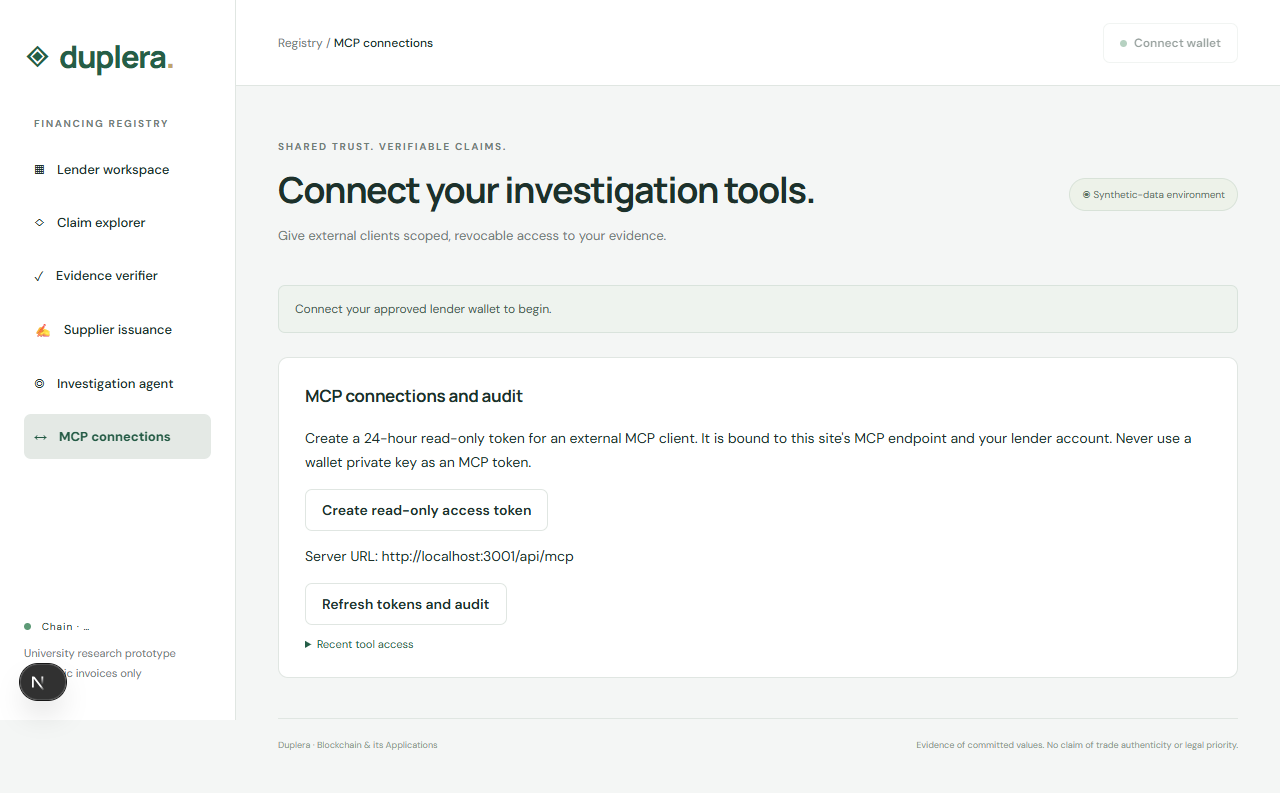 duplera.
FINANCING REGISTRY
Lender workspace
Claim explorer
Evidence verifier
Supplier issuance
Investigation agent
MCP connections
Chain · …
University research prototype
ic invoices only
N
Registry / MCP connections
Connect wallet
SHARED TRUST. VERIFIABLE CLAIMS.
Connect your investigation tools.
Synthetic-data environment
Give external clients scoped, revocable access to your evidence.
Connect your approved lender wallet to begin.
MCP connections and audit
Create a 24-hour read-only token for an external MCP client. It is bound to this site's MCP endpoint and your lender account. Never use a
wallet private key as an MCP token.
Create read-only access token
Server URL: http://localhost:3001/api/mcp
Refresh tokens and audit
Recent tool access
Duplera · Blockchain & its Applications
Evidence of committed values. No claim of trade authenticity or legal priority.